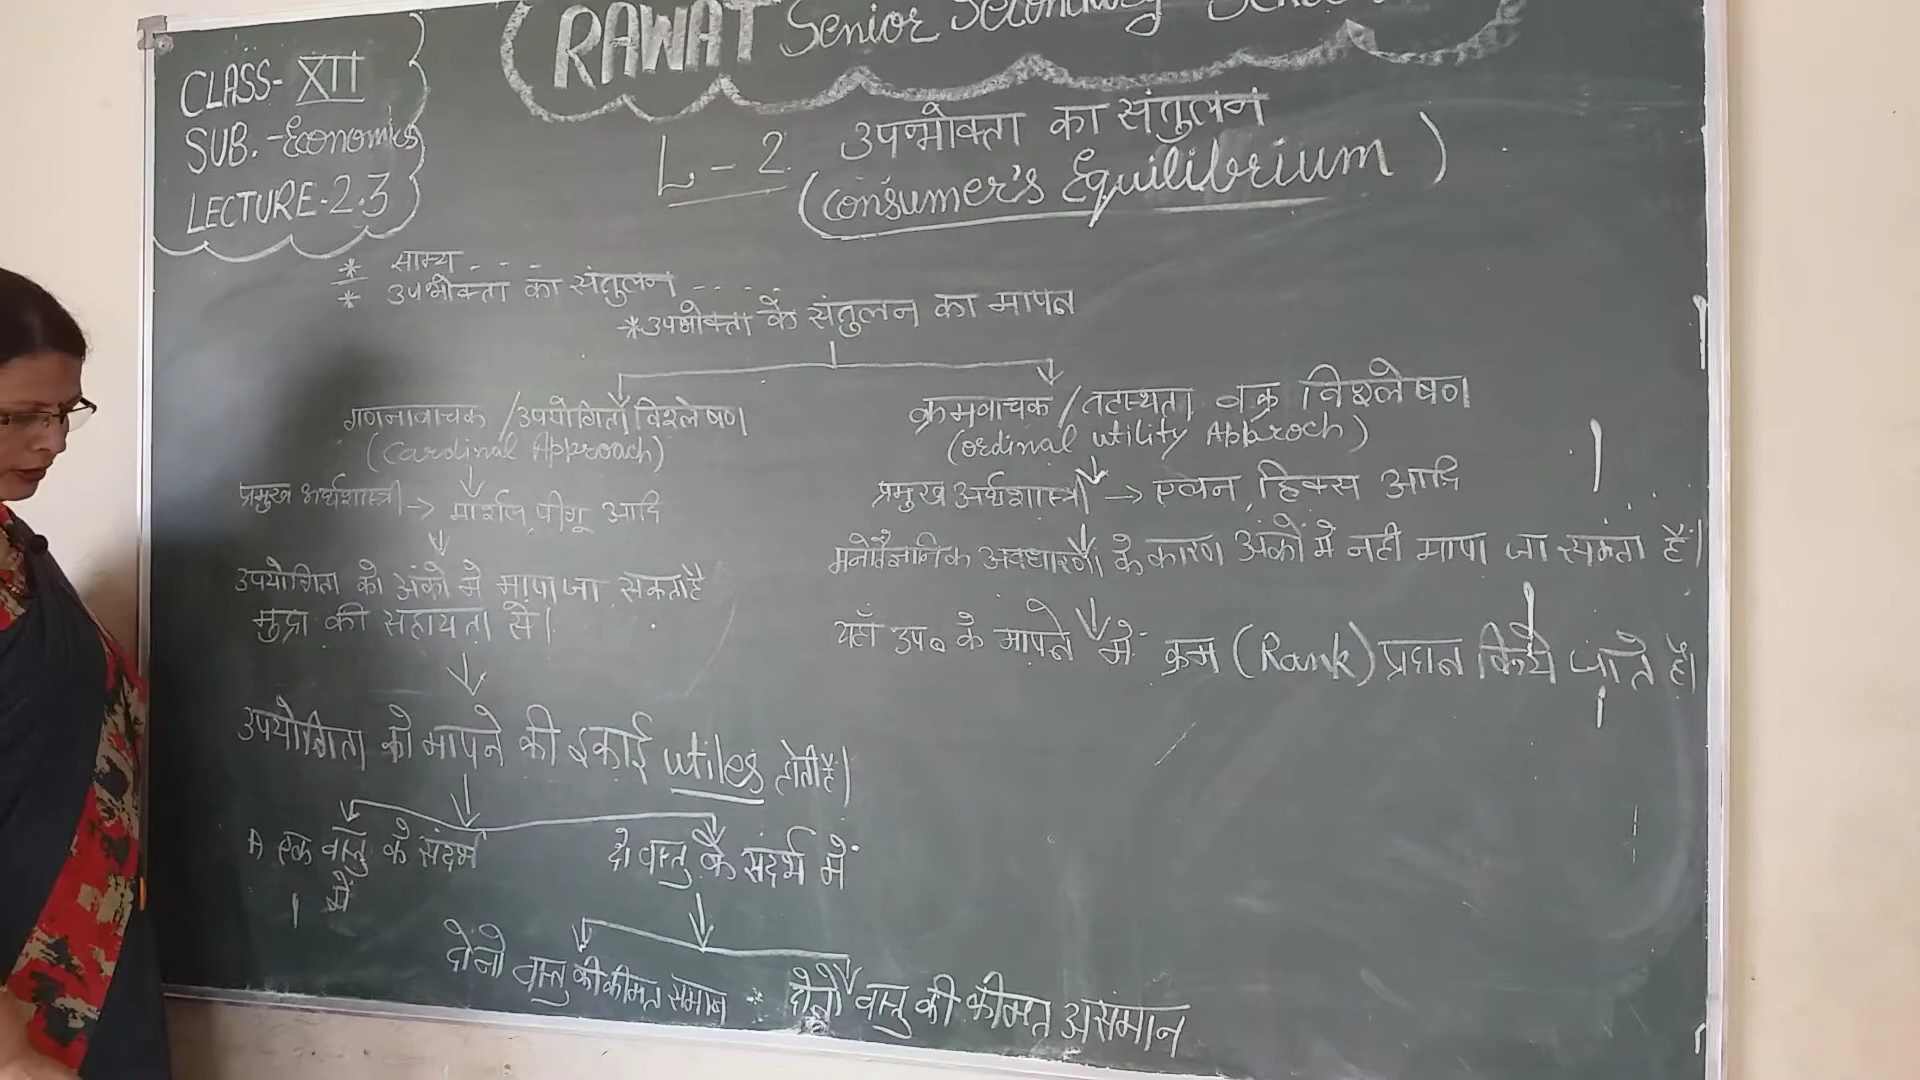 RAWAT Senior Secondary School
CLASS- XII
SUB. - Economics
LECTURE-2.3
L - 2 उपभोक्ता का संतुलन
(Consumer's Equilibrium)
* साम्य - - -
* उपभोक्ता का संतुलन - - - -
* उपभोक्ता के संतुलन का मापन
गणनावाचक / उपयोगिता विश्लेषण
(Cardinal Approach)
प्रमुख अर्थशास्त्री → मार्शल, पीगू आदि
उपयोगिता को अंको मे मापा जा सकता है
मुद्रा की सहायता से।
उपयोगिता को मापने की इकाई utiles होती है।
क्रमवाचक / तटस्थता वक्र विश्लेषण
(ordinal utility Approch)
प्रमुख अर्थशास्त्री → एलन, हिक्स आदि
मनोवैज्ञानिक अवधारणा के कारण अंकों में नही मापा जा सकता है।
यहाँ उप० के मापने में क्रम (Rank) प्रदान किये जाते है।
एक वस्तु के संदर्भ
में
दो वस्तु के संदर्भ में
दोनो वस्तु की कीमत समान
दोनो वस्तु की कीमत असमान